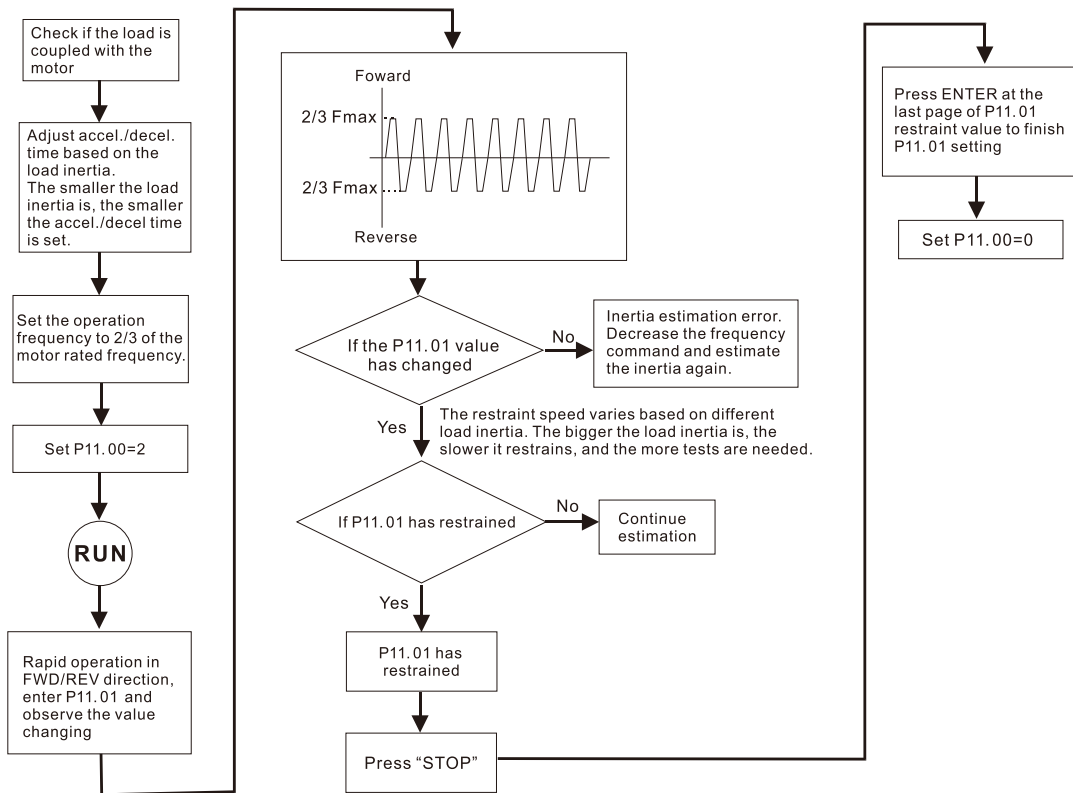 Check if the load is
coupled with the
motor
Adjust accel./decel.
time based on the
load inertia.
The smaller the load
inertia is, the smaller
the accel./decel time
is set.
Set the operation
frequency to 2/3 of the
motor rated frequency.
Set P11.00=2
RUN
Rapid operation in
FWD/REV direction,
enter P11.01 and
observe the value
changing
Foward
2/3 Fmax
2/3 Fmax
Reverse
If the P11.01 value
has changed
No
Inertia estimation error.
Decrease the frequency
command and estimate
the inertia again.
Yes
The restraint speed varies based on different
load inertia. The bigger the load inertia is, the
slower it restrains, and the more tests are needed.
If P11.01 has restrained
No
Continue
estimation
Yes
P11.01 has
restrained
Press “STOP”
Press ENTER at the
last page of P11.01
restraint value to finish
P11.01 setting
Set P11.00=0